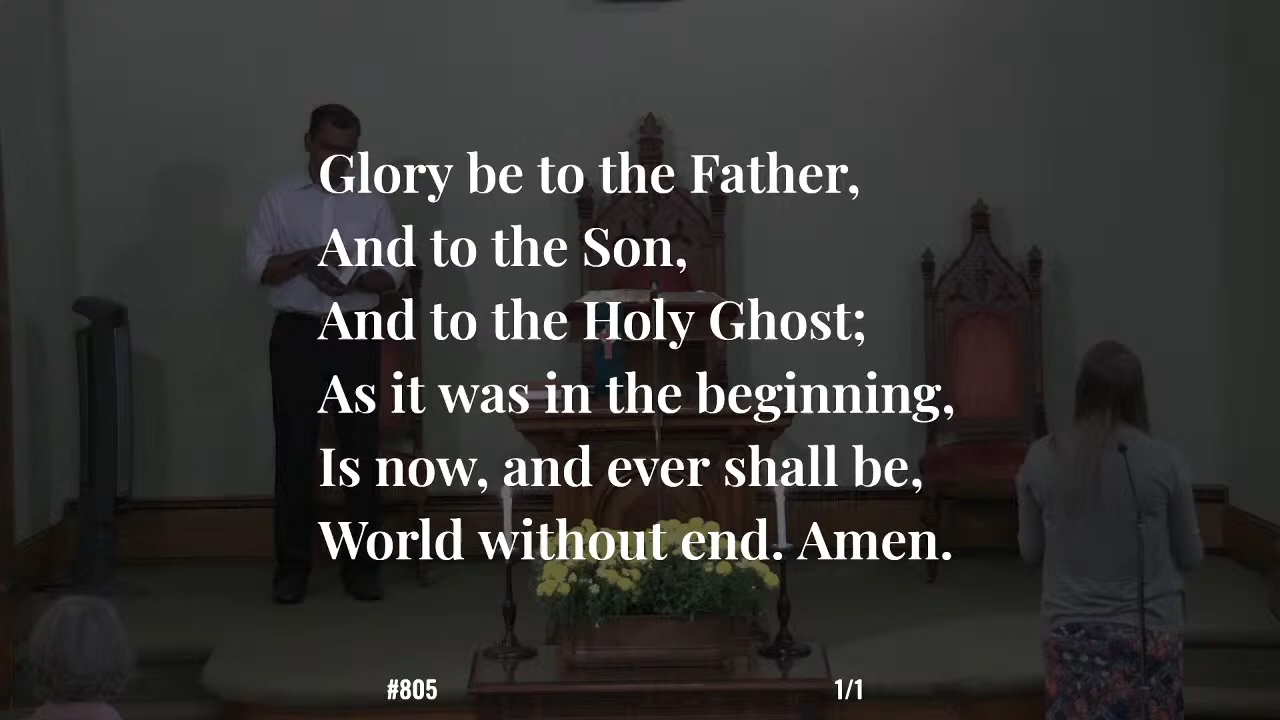 Glory be to the Father,
And to the Son,
And to the Holy Ghost;
As it was in the beginning,
Is now, and ever shall be,
World without end. Amen.
#805
1/1